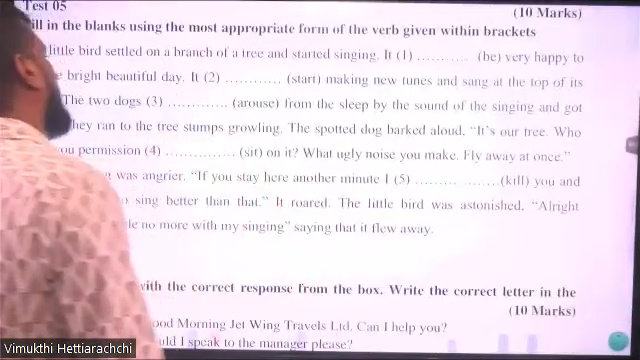 Test 05
(10 Marks)
ill in the blanks using the most appropriate form of the verb given within brackets
little bird settled on a branch of a tree and started singing. It (1) ........... (be) very happy to
e bright beautiful day. It (2) ............ (start) making new tunes and sang at the top of its
The two dogs (3) ............. (arouse) from the sleep by the sound of the singing and got
hey ran to the tree stumps growling. The spotted dog barked aloud. "It's our tree. Who
ou permission (4) ............... (sit) on it? What ugly noise you make. Fly away at once."
g was angrier. "If you stay here another minute I (5) ..................(kill) you and
sing better than that." It roared. The little bird was astonished. "Alright
le no more with my singing" saying that it flew away.
with the correct response from the box. Write the correct letter in the
(10 Marks)
ood Morning Jet Wing Travels Ltd. Can I help you?
uld I speak to the manager please?
Vimukthi Hettiarachchi